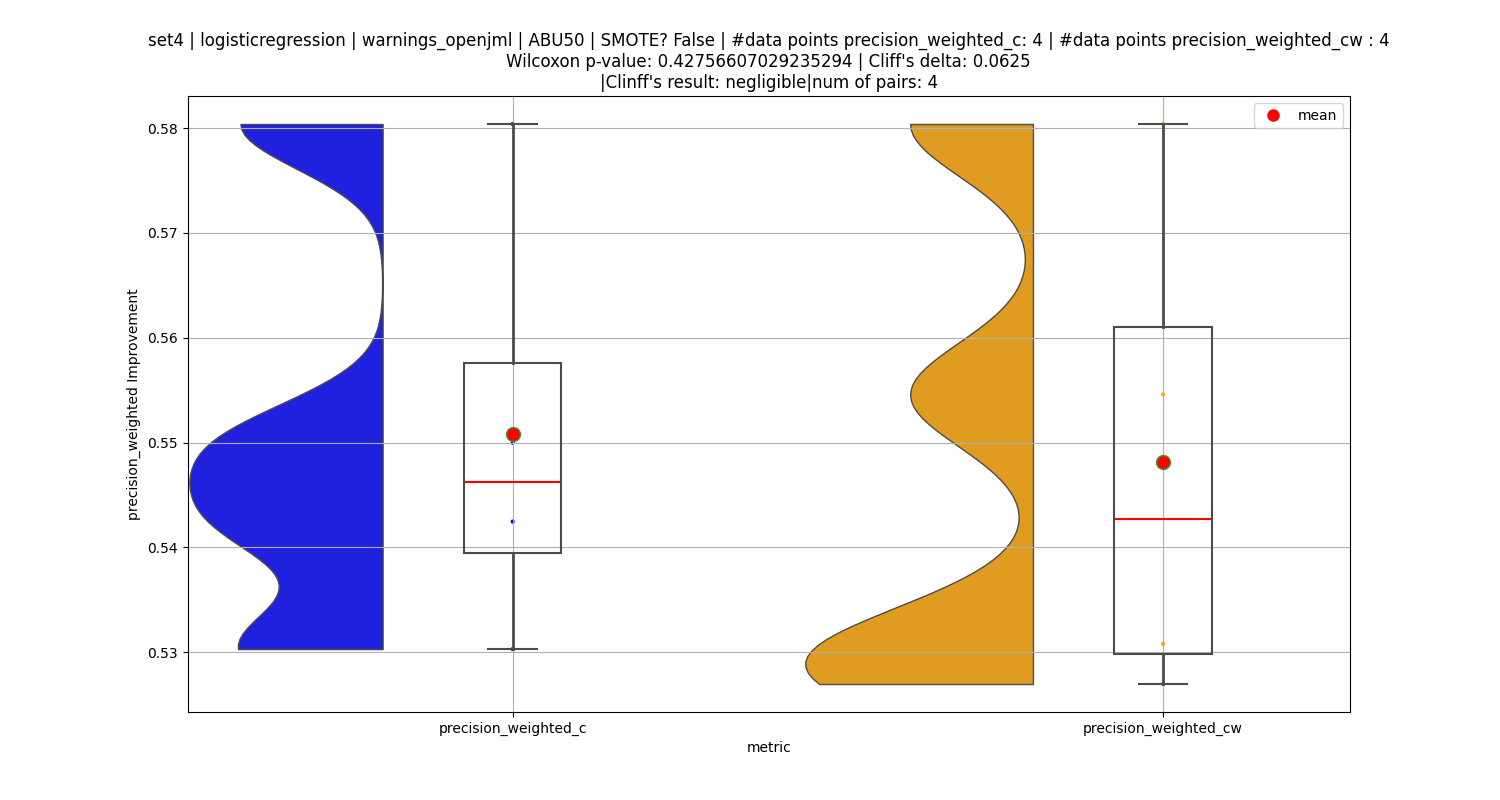 set4 | logisticregression | warnings_openjml | ABU50 | SMOTE? False | #data points precision_weighted_c: 4 | #data points precision_weighted_cw : 4
Wilcoxon p-value: 0.42756607029235294 | Cliff's delta: 0.0625
|Clinff's result: negligible|num of pairs: 4
mean
0.58
0.57
0.56
0.55
0.54
0.53
precision_weighted Improvement
precision_weighted_c
precision_weighted_cw
metric